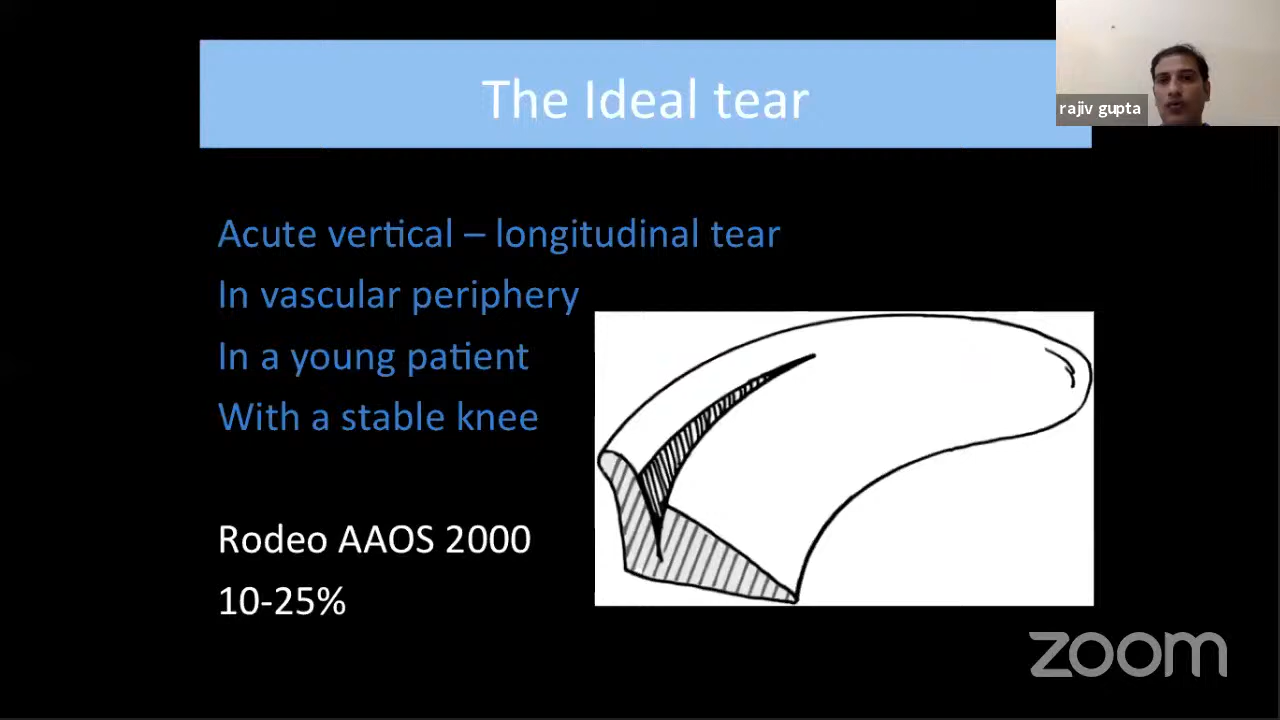 The Ideal tear
rajiv gupta
Acute vertical – longitudinal tear
In vascular periphery
In a young patient
With a stable knee
Rodeo AAOS 2000
10-25%
zoom